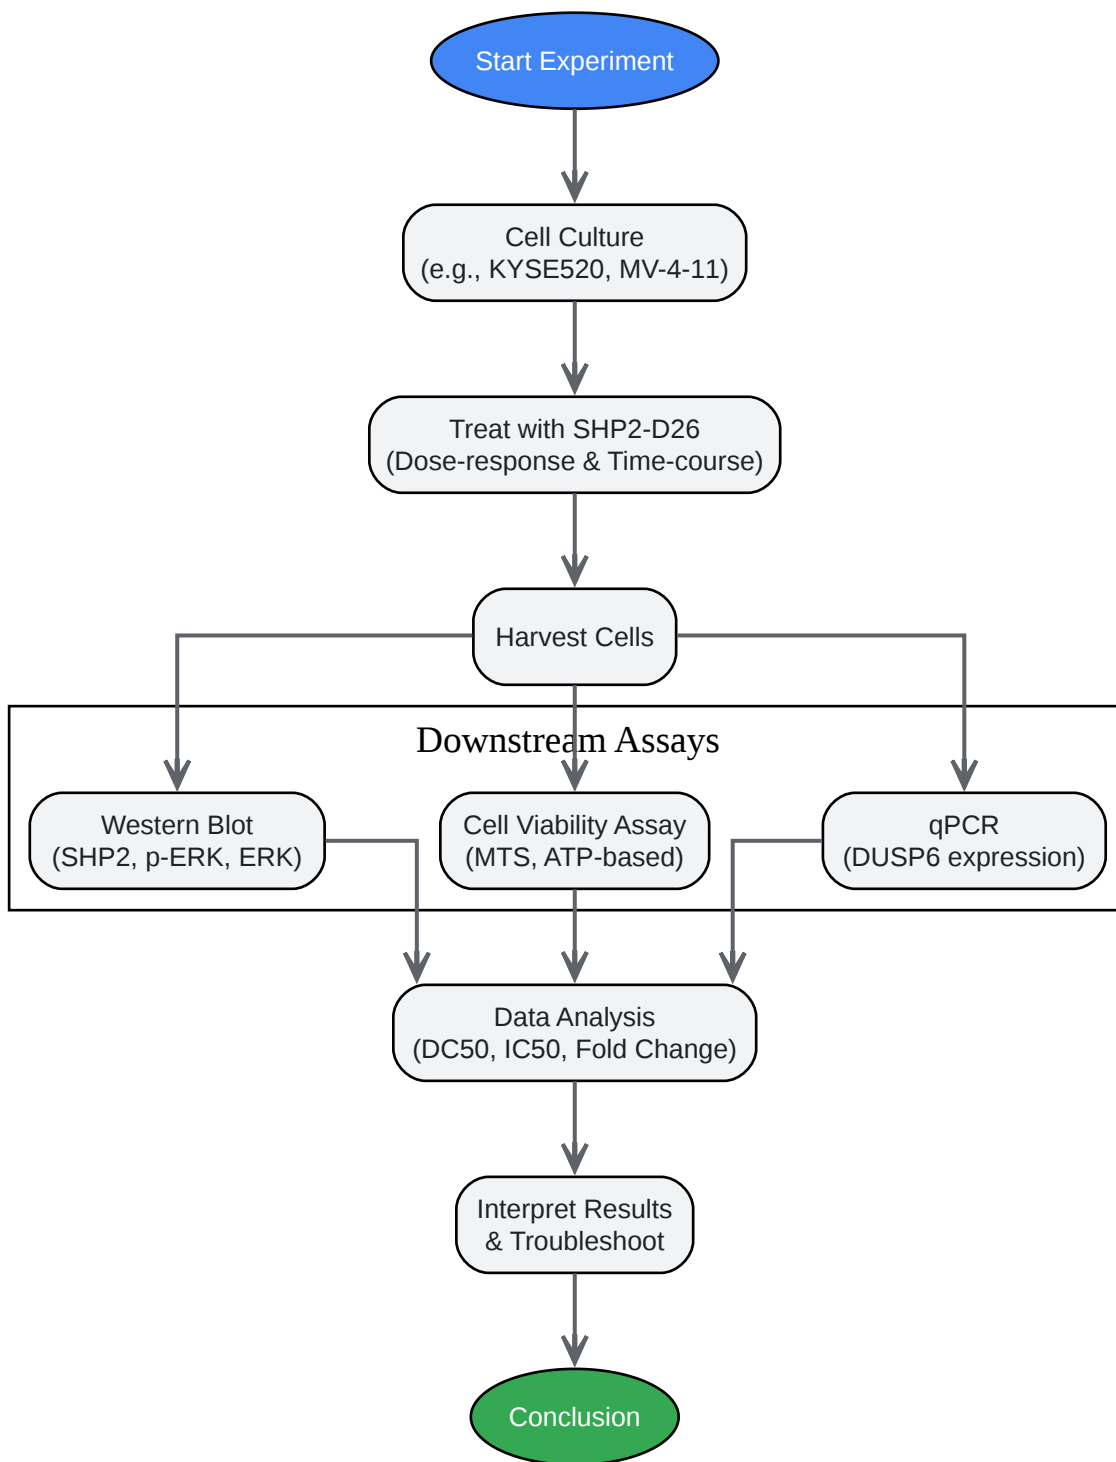 Start Experiment
Cell Culture
(e.g., KYSE520, MV-4-11)
Treat with SHP2-D26
(Dose-response & Time-course)
Harvest Cells
Downstream Assays
Western Blot
(SHP2, p-ERK, ERK)
Cell Viability Assay
(MTS, ATP-based)
qPCR
(DUSP6 expression)
Data Analysis
(DC50, IC50, Fold Change)
Interpret Results
& Troubleshoot
Conclusion